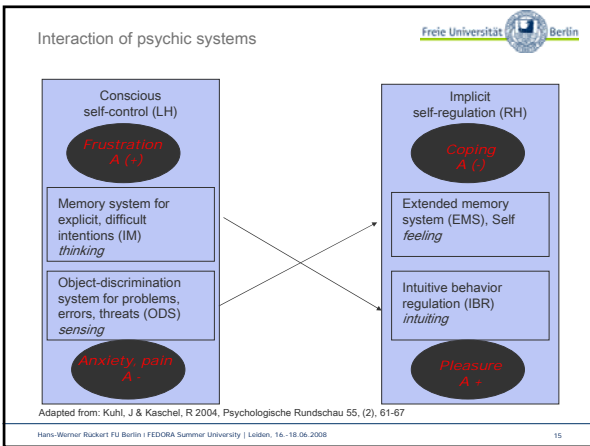 Interaction of psychic systems
Freie Universität Berlin
Conscious
self-control (LH)
Frustration
A (+)
Memory system for
explicit, difficult
intentions (IM)
thinking
Object-discrimination
system for problems,
errors, threats (ODS)
sensing
Anxiety, pain
A -
Implicit
self-regulation (RH)
Coping
A (-)
Extended memory
system (EMS), Self
feeling
Intuitive behavior
regulation (IBR)
intuiting
Pleasure
A +
Adapted from: Kuhl, J & Kaschel, R 2004, Psychologische Rundschau 55, (2), 61-67
Hans-Werner Rückert FU Berlin I FEDORA Summer University | Leiden, 16.-18.06.2008
15